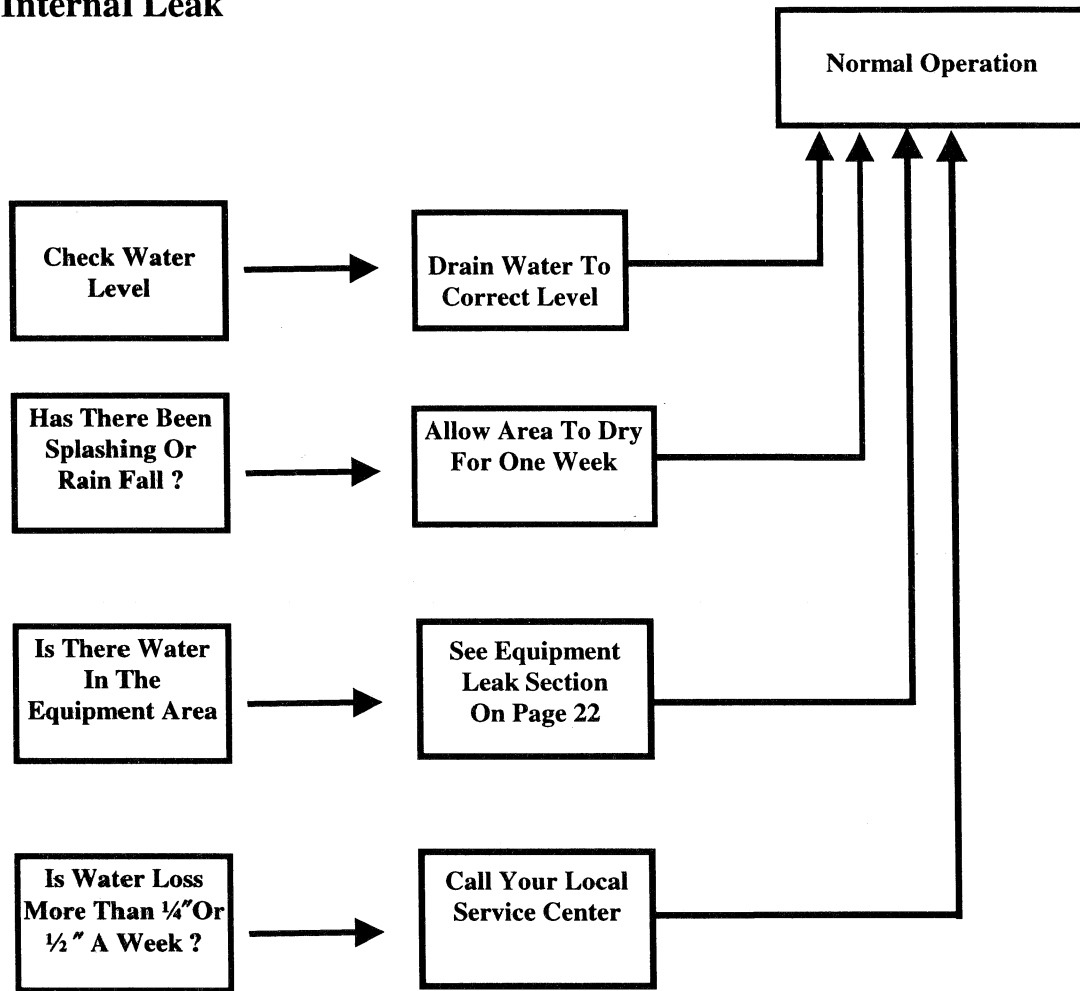 Internal Leak
Normal Operation
Check Water
Level
Drain Water To
Correct Level
Has There Been
Splashing Or
Rain Fall ?
Allow Area To Dry
For One Week
Is There Water
In The
Equipment Area
See Equipment
Leak Section
On Page 22
Is Water Loss
More Than ¼"Or
½ " A Week ?
Call Your Local
Service Center